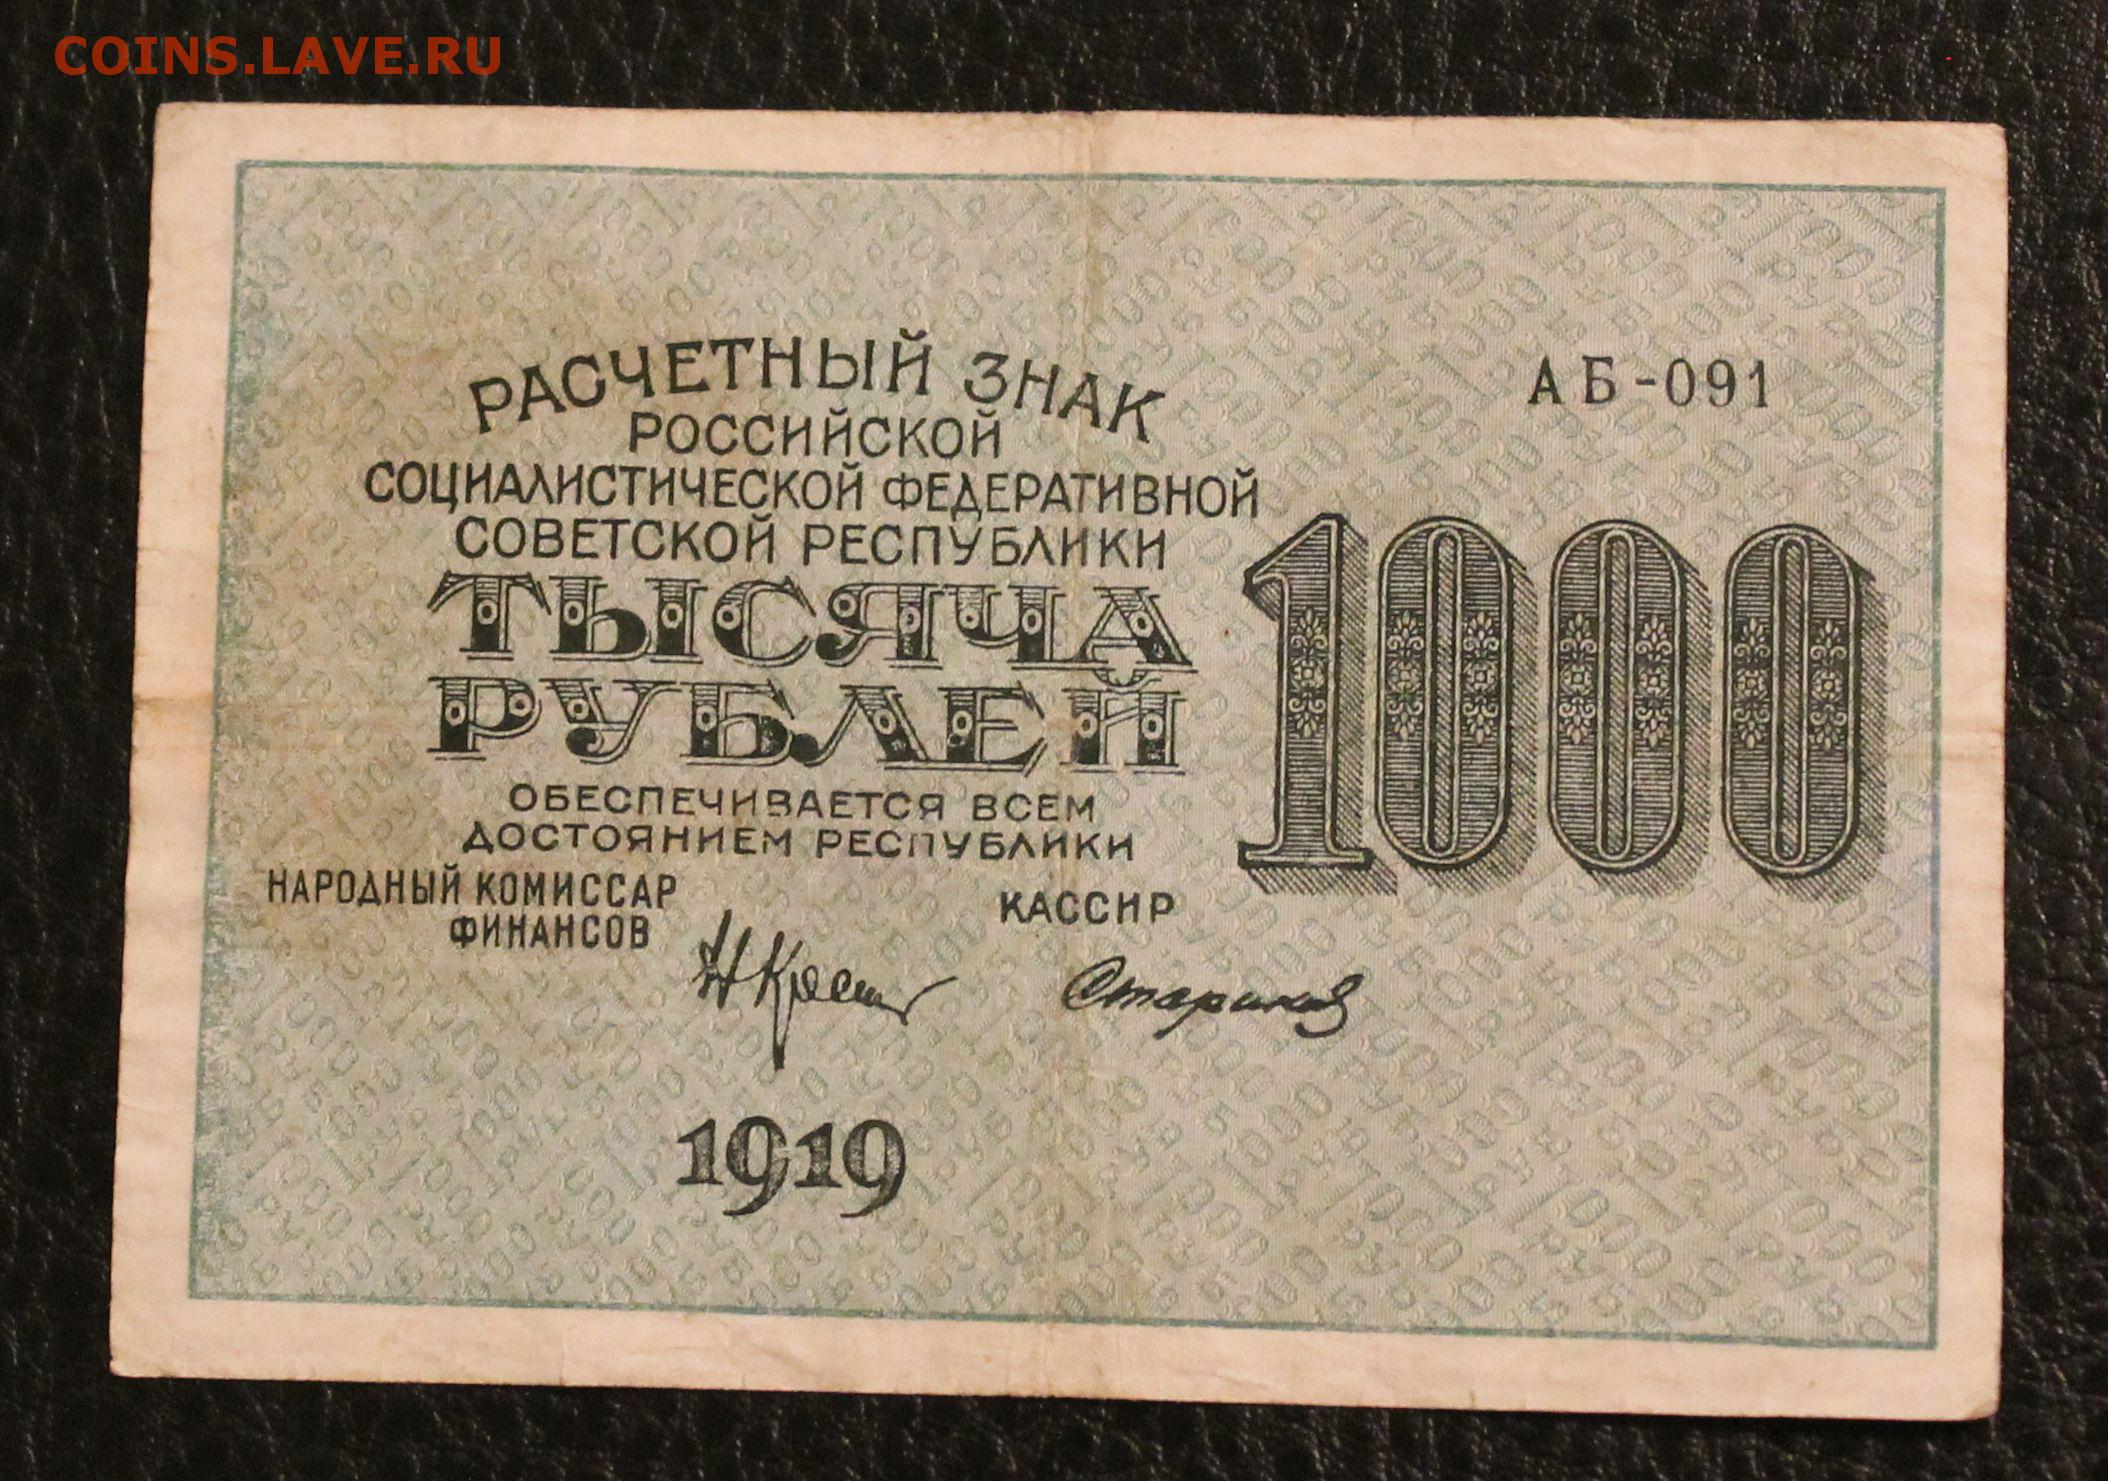 COINS.LAVE.RU
РАСЧЕТНЫЙ ЗНАК
РОССИЙСКОЙ
СОЦИАЛИСТИЧЕСКОЙ ФЕДЕРАТИВНОЙ
СОВЕТСКОЙ РЕСПУБЛИКИ
ТЫСЯЧА
РУБЛЕЙ
ОБЕСПЕЧИВАЕТСЯ ВСЕМ
ДОСТОЯНИЕМ РЕСПУБЛИКИ
НАРОДНЫЙ КОМИССАР
ФИНАНСОВ
КАССИР
1919
АБ-091
1000